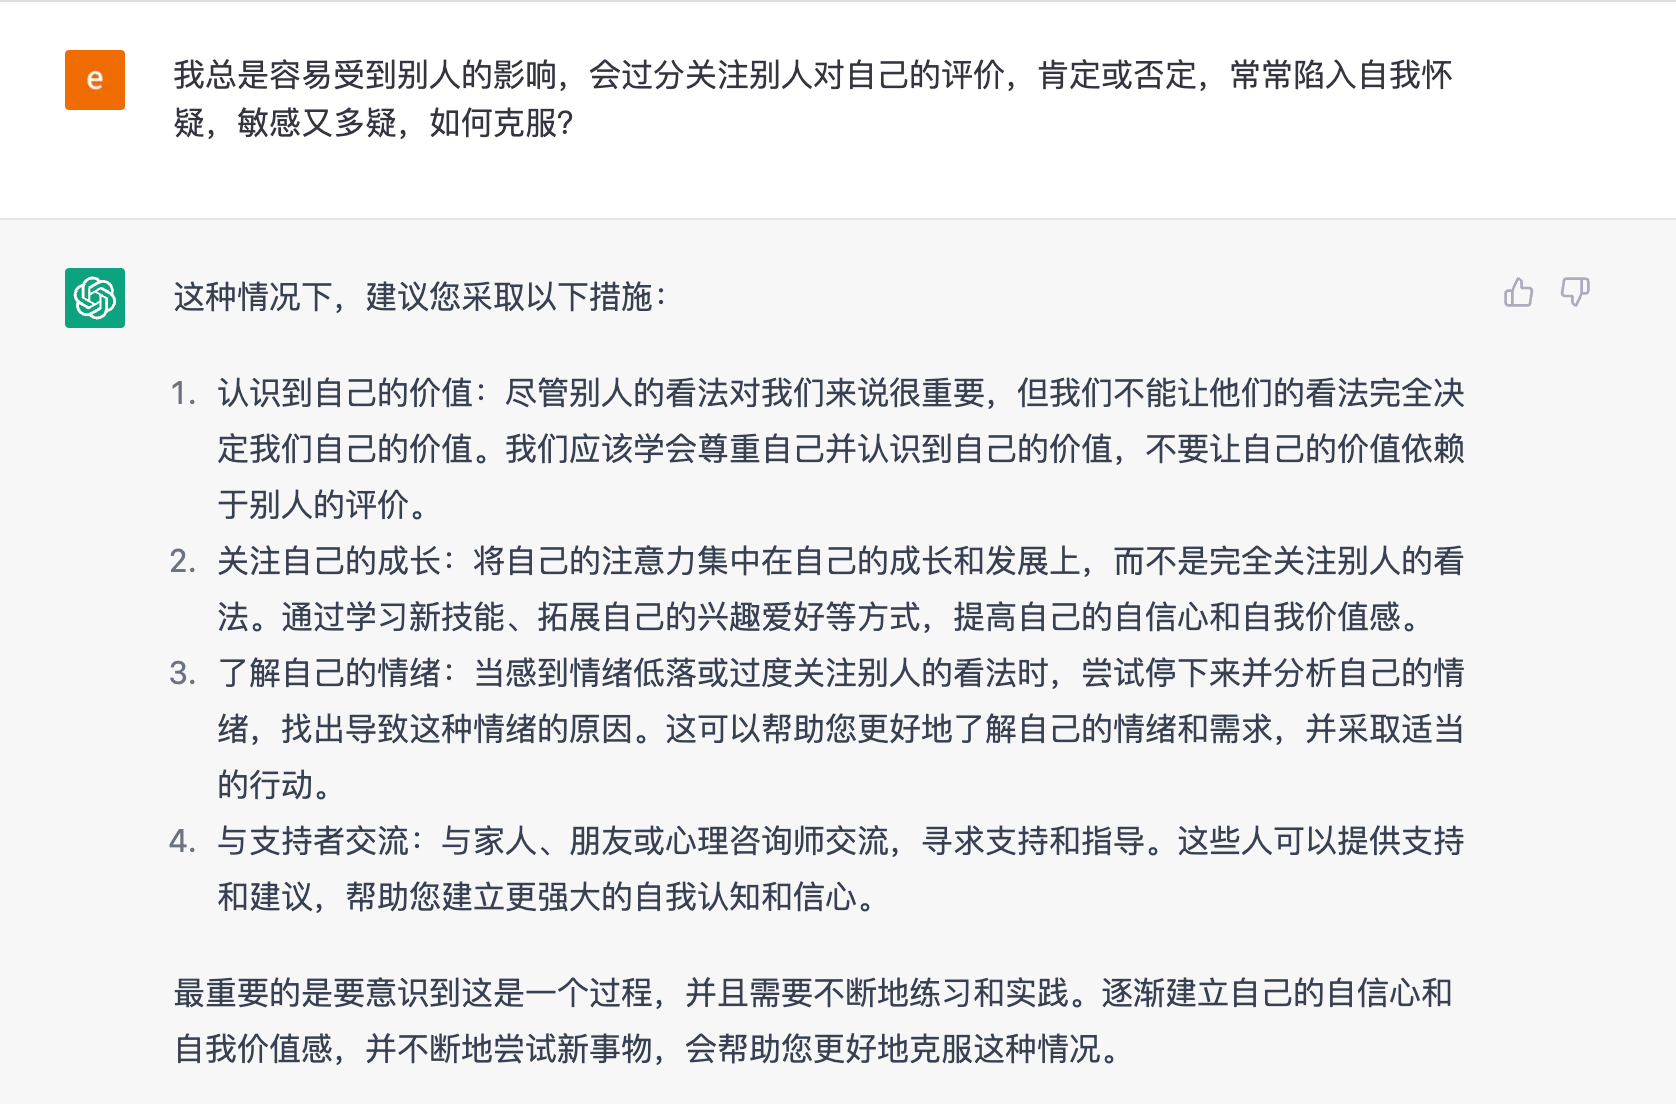 e
我总是容易受到别人的影响，会过分关注别人对自己的评价，肯定或否定，常常陷入自我怀
疑，敏感又多疑，如何克服?
这种情况下，建议您采取以下措施：
1. 认识到自己的价值：尽管别人的看法对我们来说很重要，但我们不能让他们的看法完全决
定我们自己的价值。我们应该学会尊重自己并认识到自己的价值，不要让自己的价值依赖
于别人的评价。
2. 关注自己的成长：将自己的注意力集中在自己的成长和发展上，而不是完全关注别人的看
法。通过学习新技能、拓展自己的兴趣爱好等方式，提高自己的自信心和自我价值感。
3. 了解自己的情绪：当感到情绪低落或过度关注别人的看法时，尝试停下来并分析自己的情
绪，找出导致这种情绪的原因。这可以帮助您更好地了解自己的情绪和需求，并采取适当
的行动。
4. 与支持者交流：与家人、朋友或心理咨询师交流，寻求支持和指导。这些人可以提供支持
和建议，帮助您建立更强大的自我认知和信心。
最重要的是要意识到这是一个过程，并且需要不断地练习和实践。逐渐建立自己的自信心和
自我价值感，并不断地尝试新事物，会帮助您更好地克服这种情况。